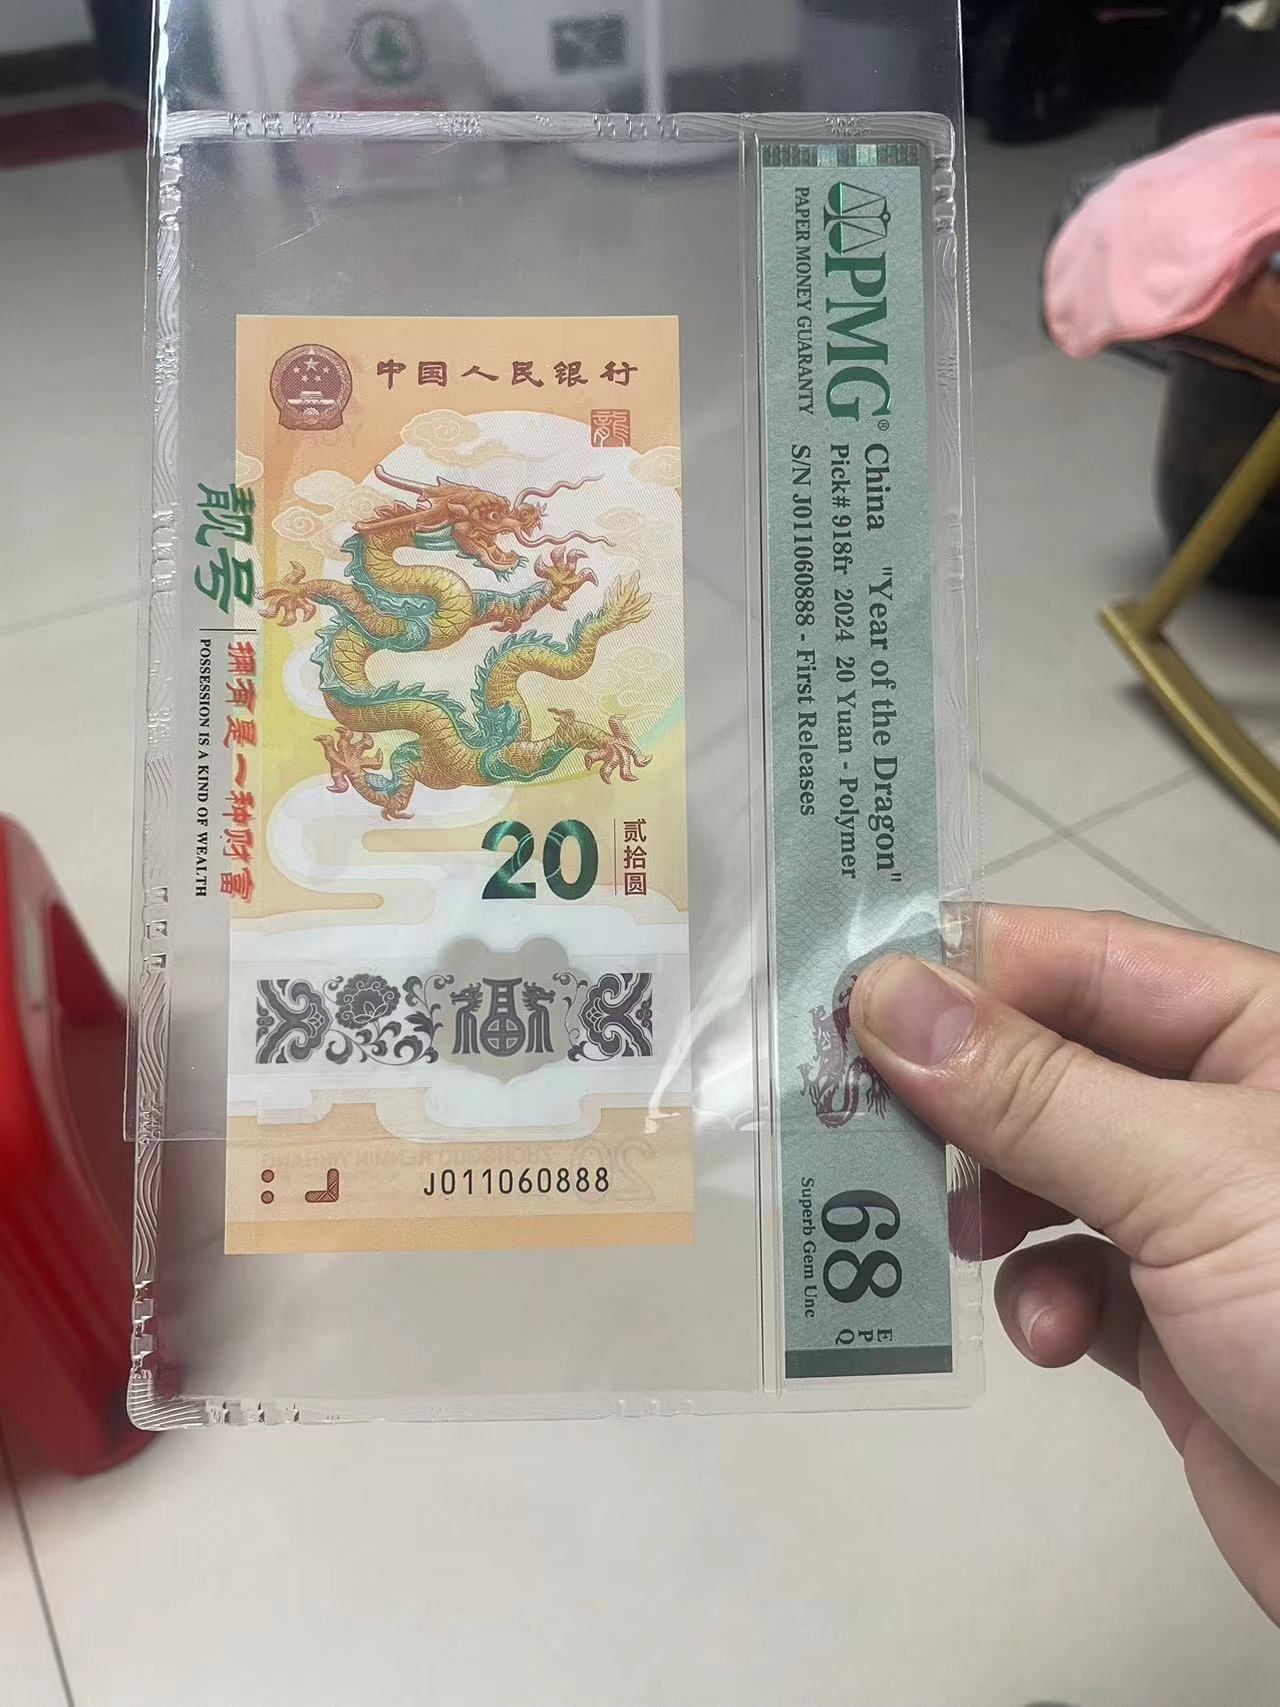 中国人民银行
龍
20
贰拾圆
福
J011060888
靓号
拥有是一种财富
POSSESSION IS A KIND OF WEALTH
PMG®
PAPER MONEY GUARANTY
China "Year of the Dragon"
Pick# 918fr 2024 20 Yuan - Polymer
S/N J011060888 - First Releases
68 EPQ
Superb Gem Unc